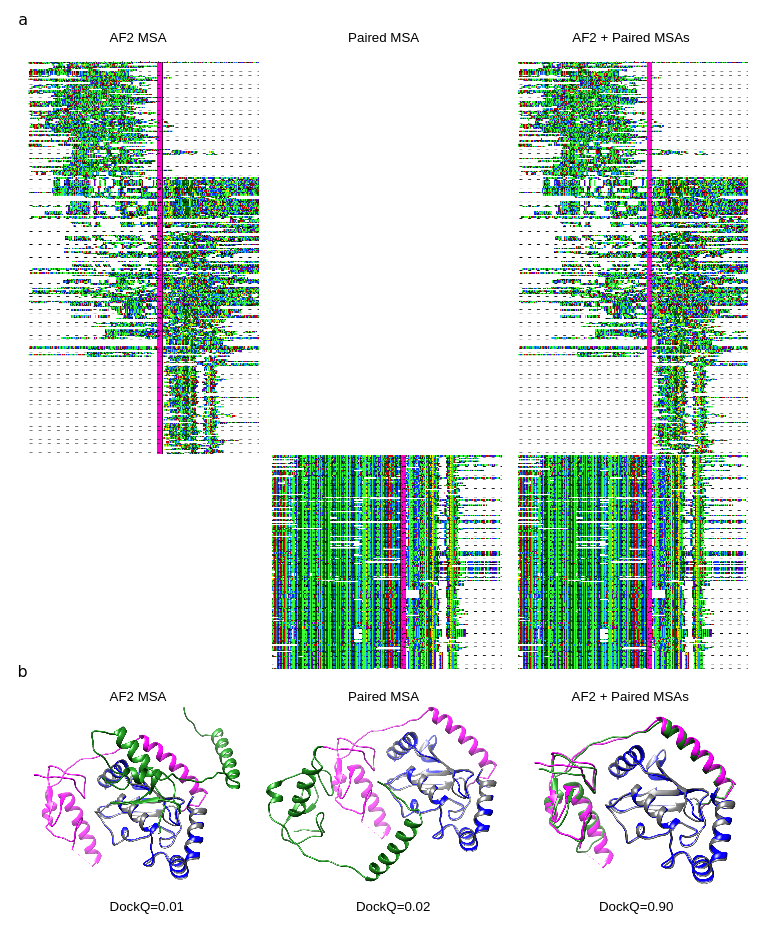 a
AF2 MSA Paired MSA AF2 + Paired MSAs
b
AF2 MSA Paired MSA AF2 + Paired MSAs
DockQ=0.01 DockQ=0.02 DockQ=0.90